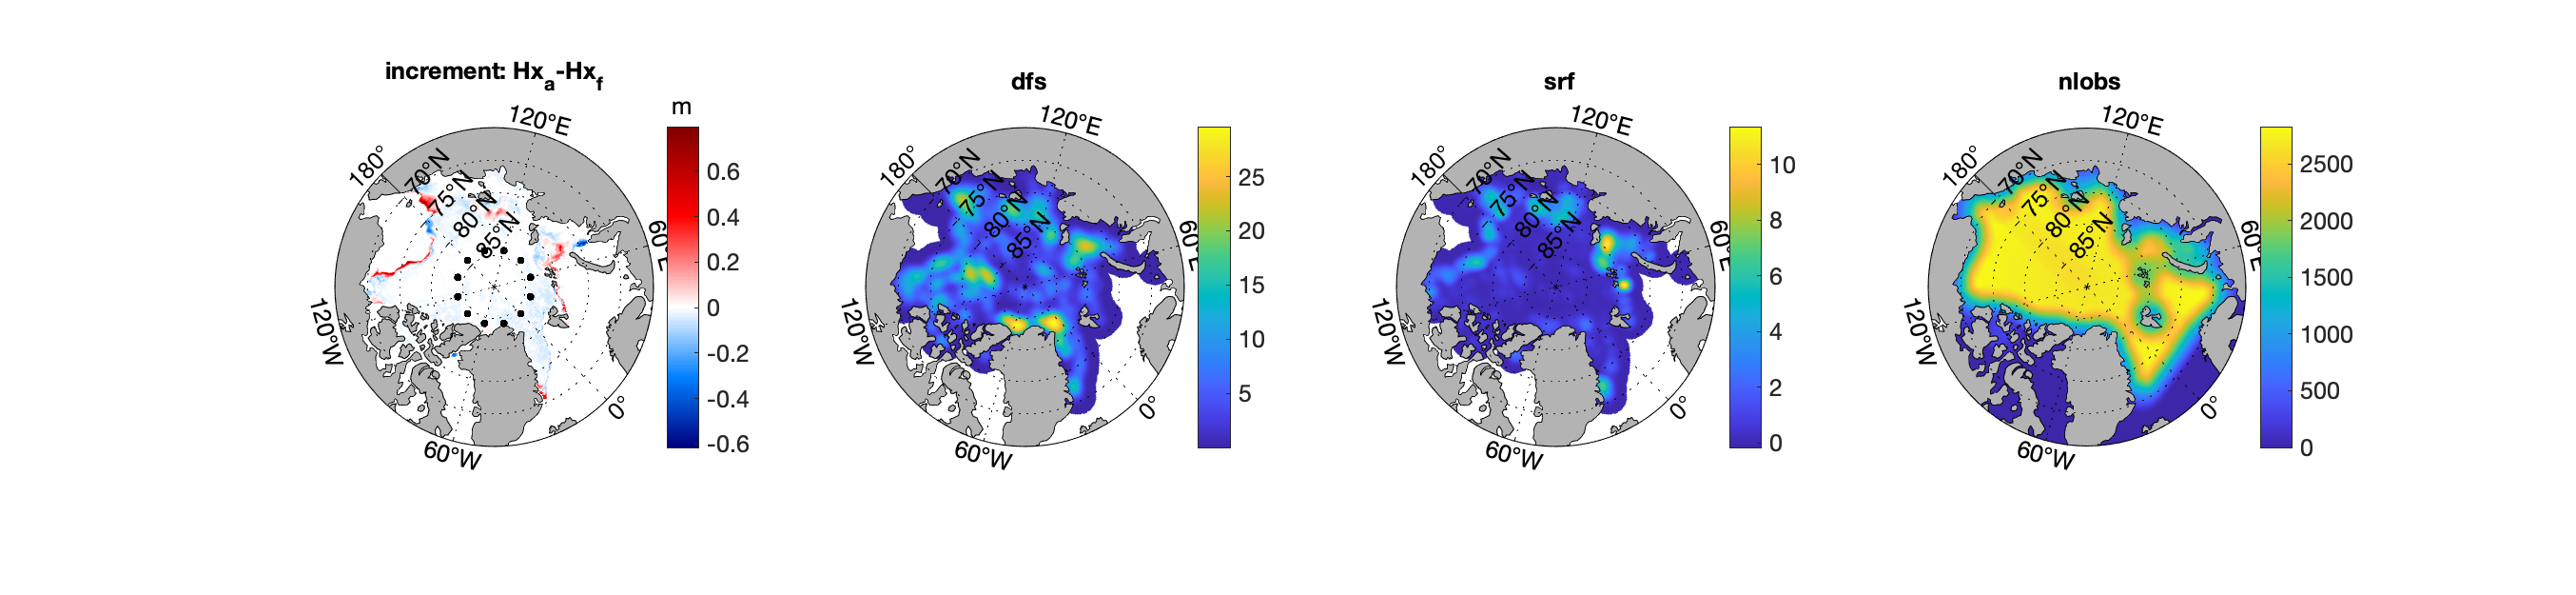 increment: Hxa-Hxf
m
120°E
180°
70°N
75°N
80°N
85°N
60°E
120°W
60°W
0°
0.6
0.4
0.2
0
-0.2
-0.4
-0.6
dfs
120°E
180°
70°N
75°N
80°N
85°N
60°E
120°W
60°W
0°
25
20
15
10
5
srf
120°E
180°
70°N
75°N
80°N
85°N
60°E
120°W
60°W
0°
10
8
6
4
2
0
nlobs
120°E
180°
70°N
75°N
80°N
85°N
60°E
120°W
60°W
0°
2500
2000
1500
1000
500
0